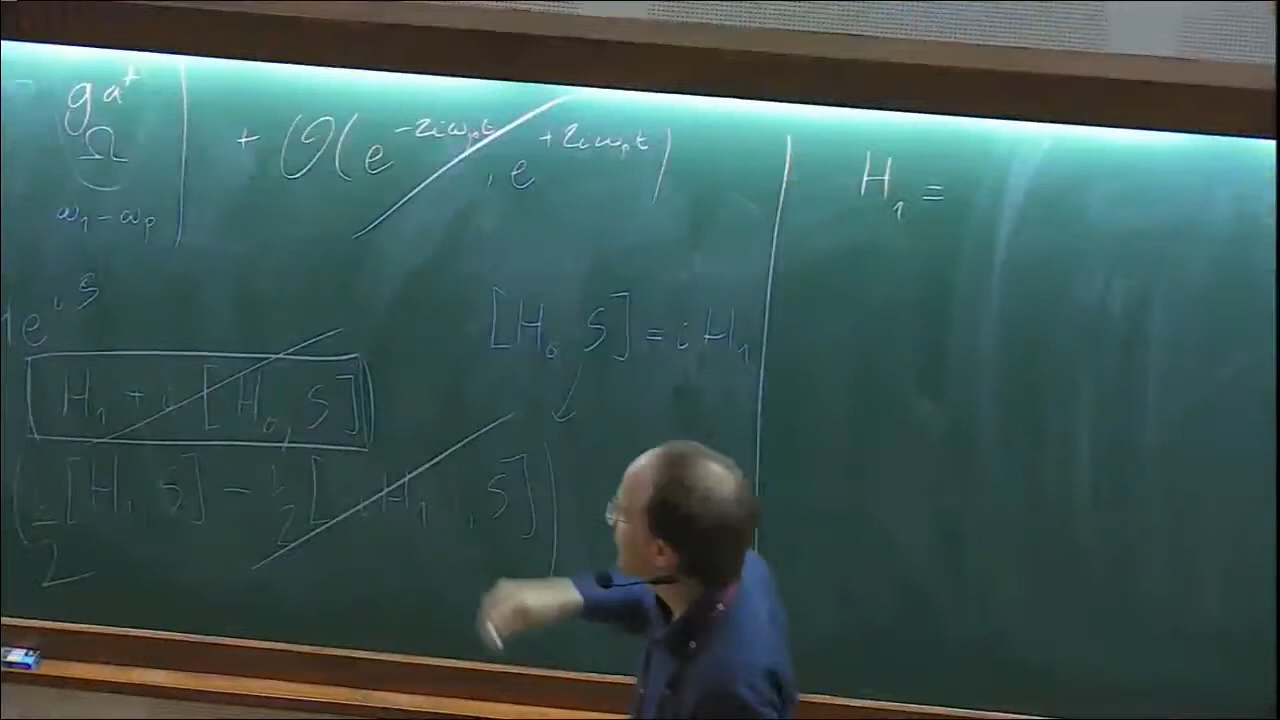 g a⁺
Ω
ω₁ - ωₚ
+ O(e^{-2iωₚt}, e^{+2iωₚt})
H₁ =
e^{iS}
[H₀, S] = i H₁
H₁ + i [H₀, S]
(i/2 [H₁, S] - 1/2 [i H₁, S])